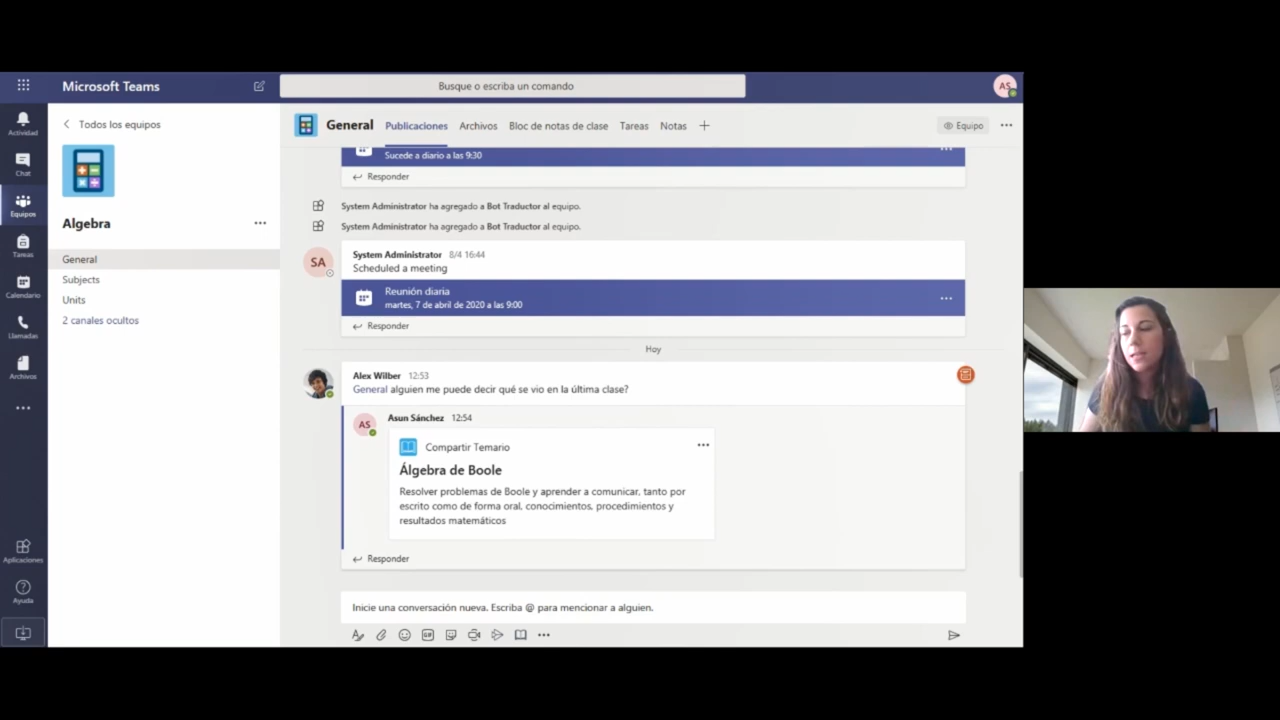 Microsoft Teams
Busque o escriba un comando
AS
Actividad
Chat
Equipos
Tareas
Calendario
Llamadas
Archivos
Aplicaciones
Ayuda
Todos los equipos
Algebra
General
Subjects
Units
2 canales ocultos
General Publicaciones Archivos Bloc de notas de clase Tareas Notas
Equipo
Sucede a diario a las 9:30
Responder
System Administrator ha agregado a Bot Traductor al equipo.
System Administrator ha agregado a Bot Traductor al equipo.
SA
System Administrator 8/4 16:44
Scheduled a meeting
Reunión diaria
martes, 7 de abril de 2020 a las 9:00
Responder
Hoy
Alex Wilber 12:53
General alguien me puede decir qué se vio en la última clase?
AS
Asun Sánchez 12:54
Compartir Temario
Álgebra de Boole
Resolver problemas de Boole y aprender a comunicar, tanto por
escrito como de forma oral, conocimientos, procedimientos y
resultados matemáticos
Responder
Inicie una conversación nueva. Escriba @ para mencionar a alguien.
GIF